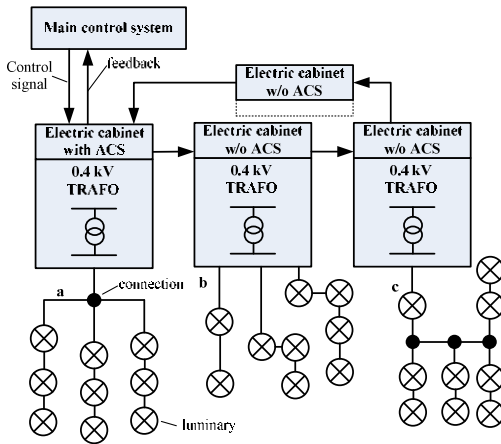 Main control system
Control
signal
feedback
Electric cabinet
w/o ACS
Electric cabinet
with ACS
0.4 kV
TRAFO
Electric cabinet
w/o ACS
0.4 kV
TRAFO
Electric cabinet
w/o ACS
0.4 kV
TRAFO
a
connection
b
c
luminary